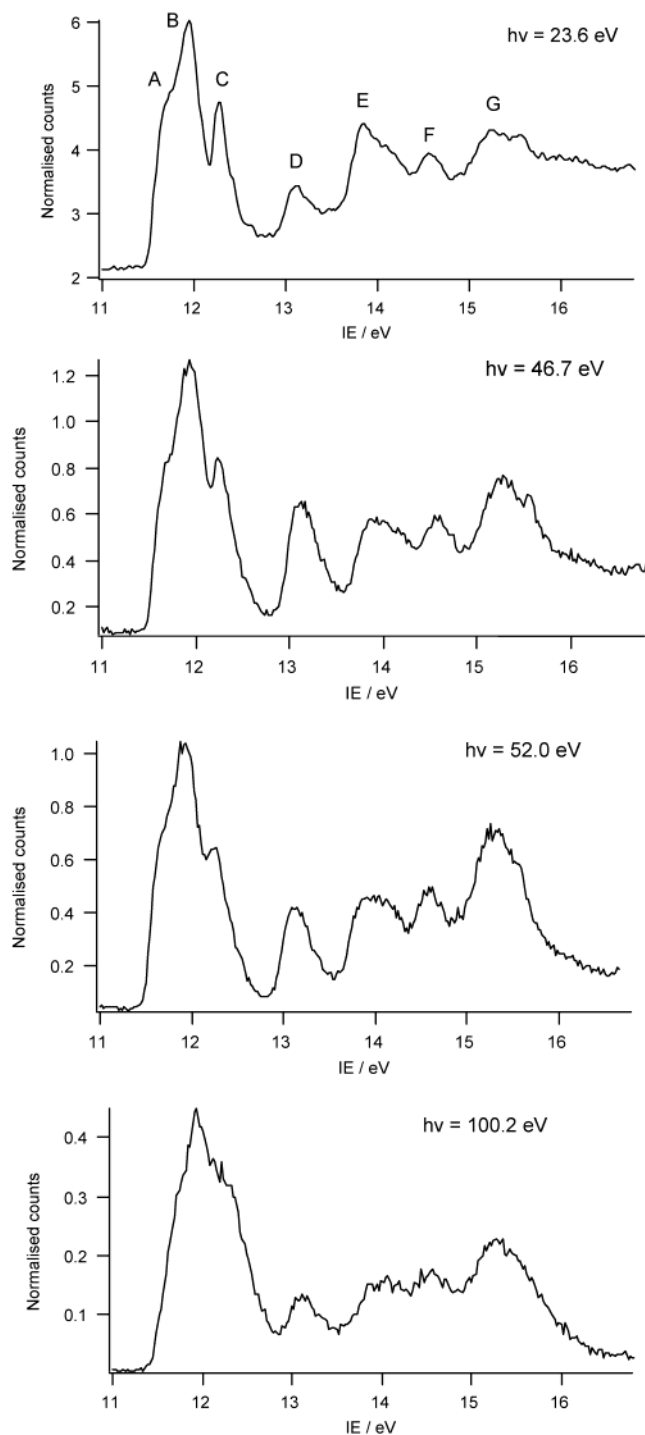 hν = 23.6 eV
A B C D E F G
Normalised counts
6
5
4
3
2
11 12 13 14 15 16
IE / eV
hν = 46.7 eV
Normalised counts
1.2
1.0
0.8
0.6
0.4
0.2
11 12 13 14 15 16
IE / eV
hν = 52.0 eV
Normalised counts
1.0
0.8
0.6
0.4
0.2
11 12 13 14 15 16
IE / eV
hν = 100.2 eV
Normalised counts
0.4
0.3
0.2
0.1
11 12 13 14 15 16
IE / eV